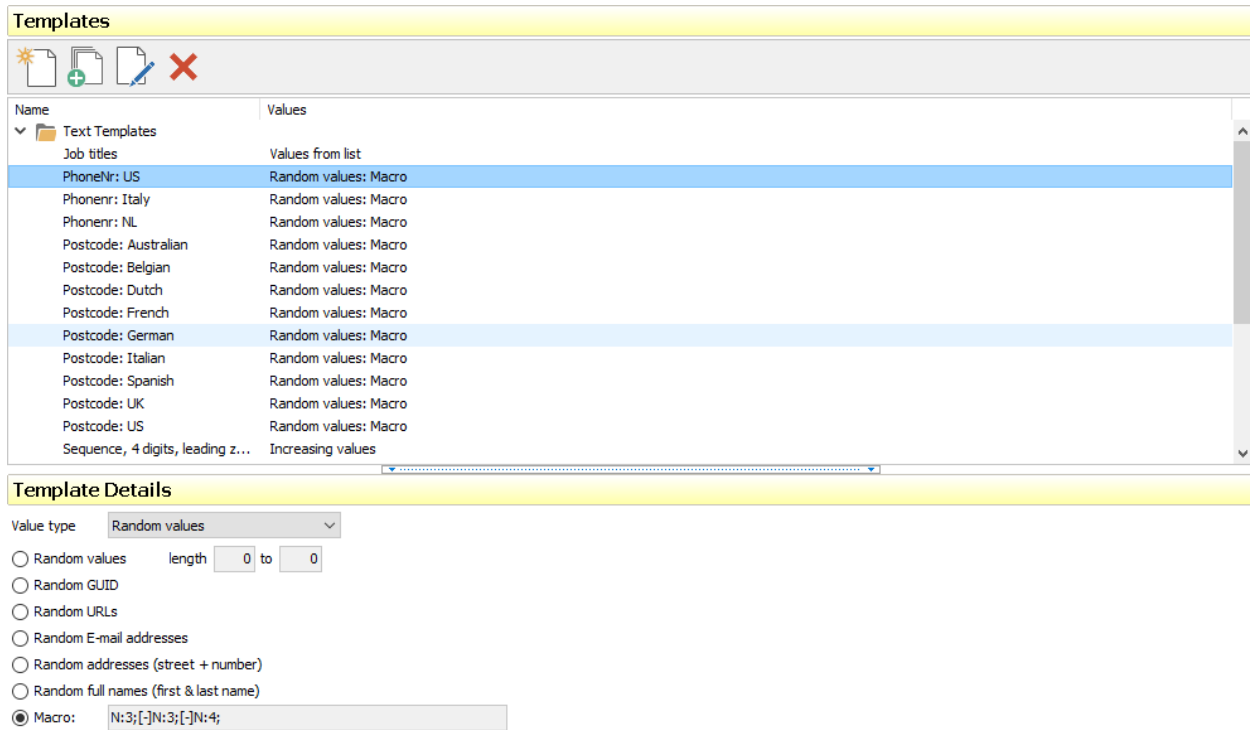 Templates
Name Values
Text Templates
Job titles Values from list
PhoneNr: US Random values: Macro
Phonenr: Italy Random values: Macro
Phonenr: NL Random values: Macro
Postcode: Australian Random values: Macro
Postcode: Belgian Random values: Macro
Postcode: Dutch Random values: Macro
Postcode: French Random values: Macro
Postcode: German Random values: Macro
Postcode: Italian Random values: Macro
Postcode: Spanish Random values: Macro
Postcode: UK Random values: Macro
Postcode: US Random values: Macro
Sequence, 4 digits, leading z... Increasing values
Template Details
Value type Random values
Random values length 0 to 0
Random GUID
Random URLs
Random E-mail addresses
Random addresses (street + number)
Random full names (first & last name)
Macro: N:3;[-]N:3;[-]N:4;